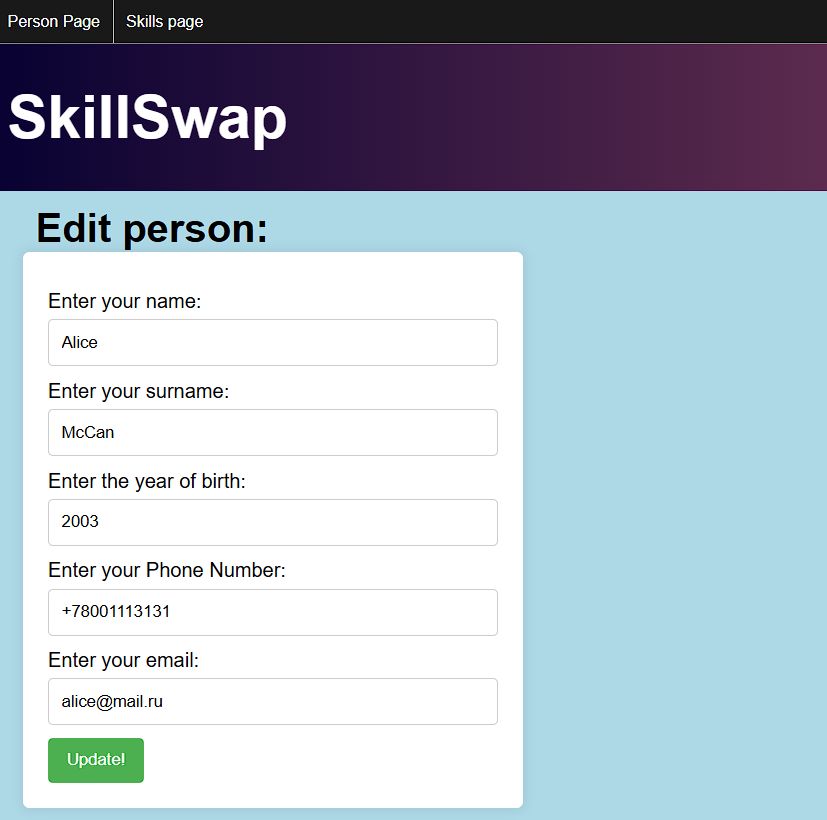 Person Page
Skills page
SkillSwap
Edit person:
Enter your name:
Alice
Enter your surname:
McCan
Enter the year of birth:
2003
Enter your Phone Number:
+78001113131
Enter your email:
alice@mail.ru
Update!